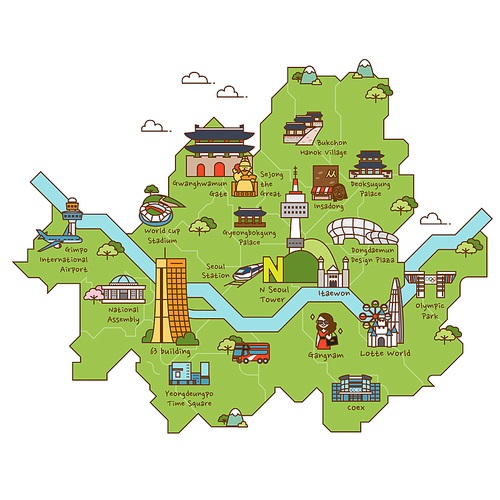 Bukchon
Hanok Village
Gwanghwamun
Gate
Sejong
the
Great
Insadong
Deoksugung
Palace
World cup
Stadium
Gyeongbokgung
Palace
Gimpo
International
Airport
Seoul
Station
N
N Seoul
Tower
Itaewon
Dongdaemun
Design Plaza
National
Assembly
Olympic
Park
63 building
Gangnam
Lotte World
Yeongdeungpo
Time Square
coex